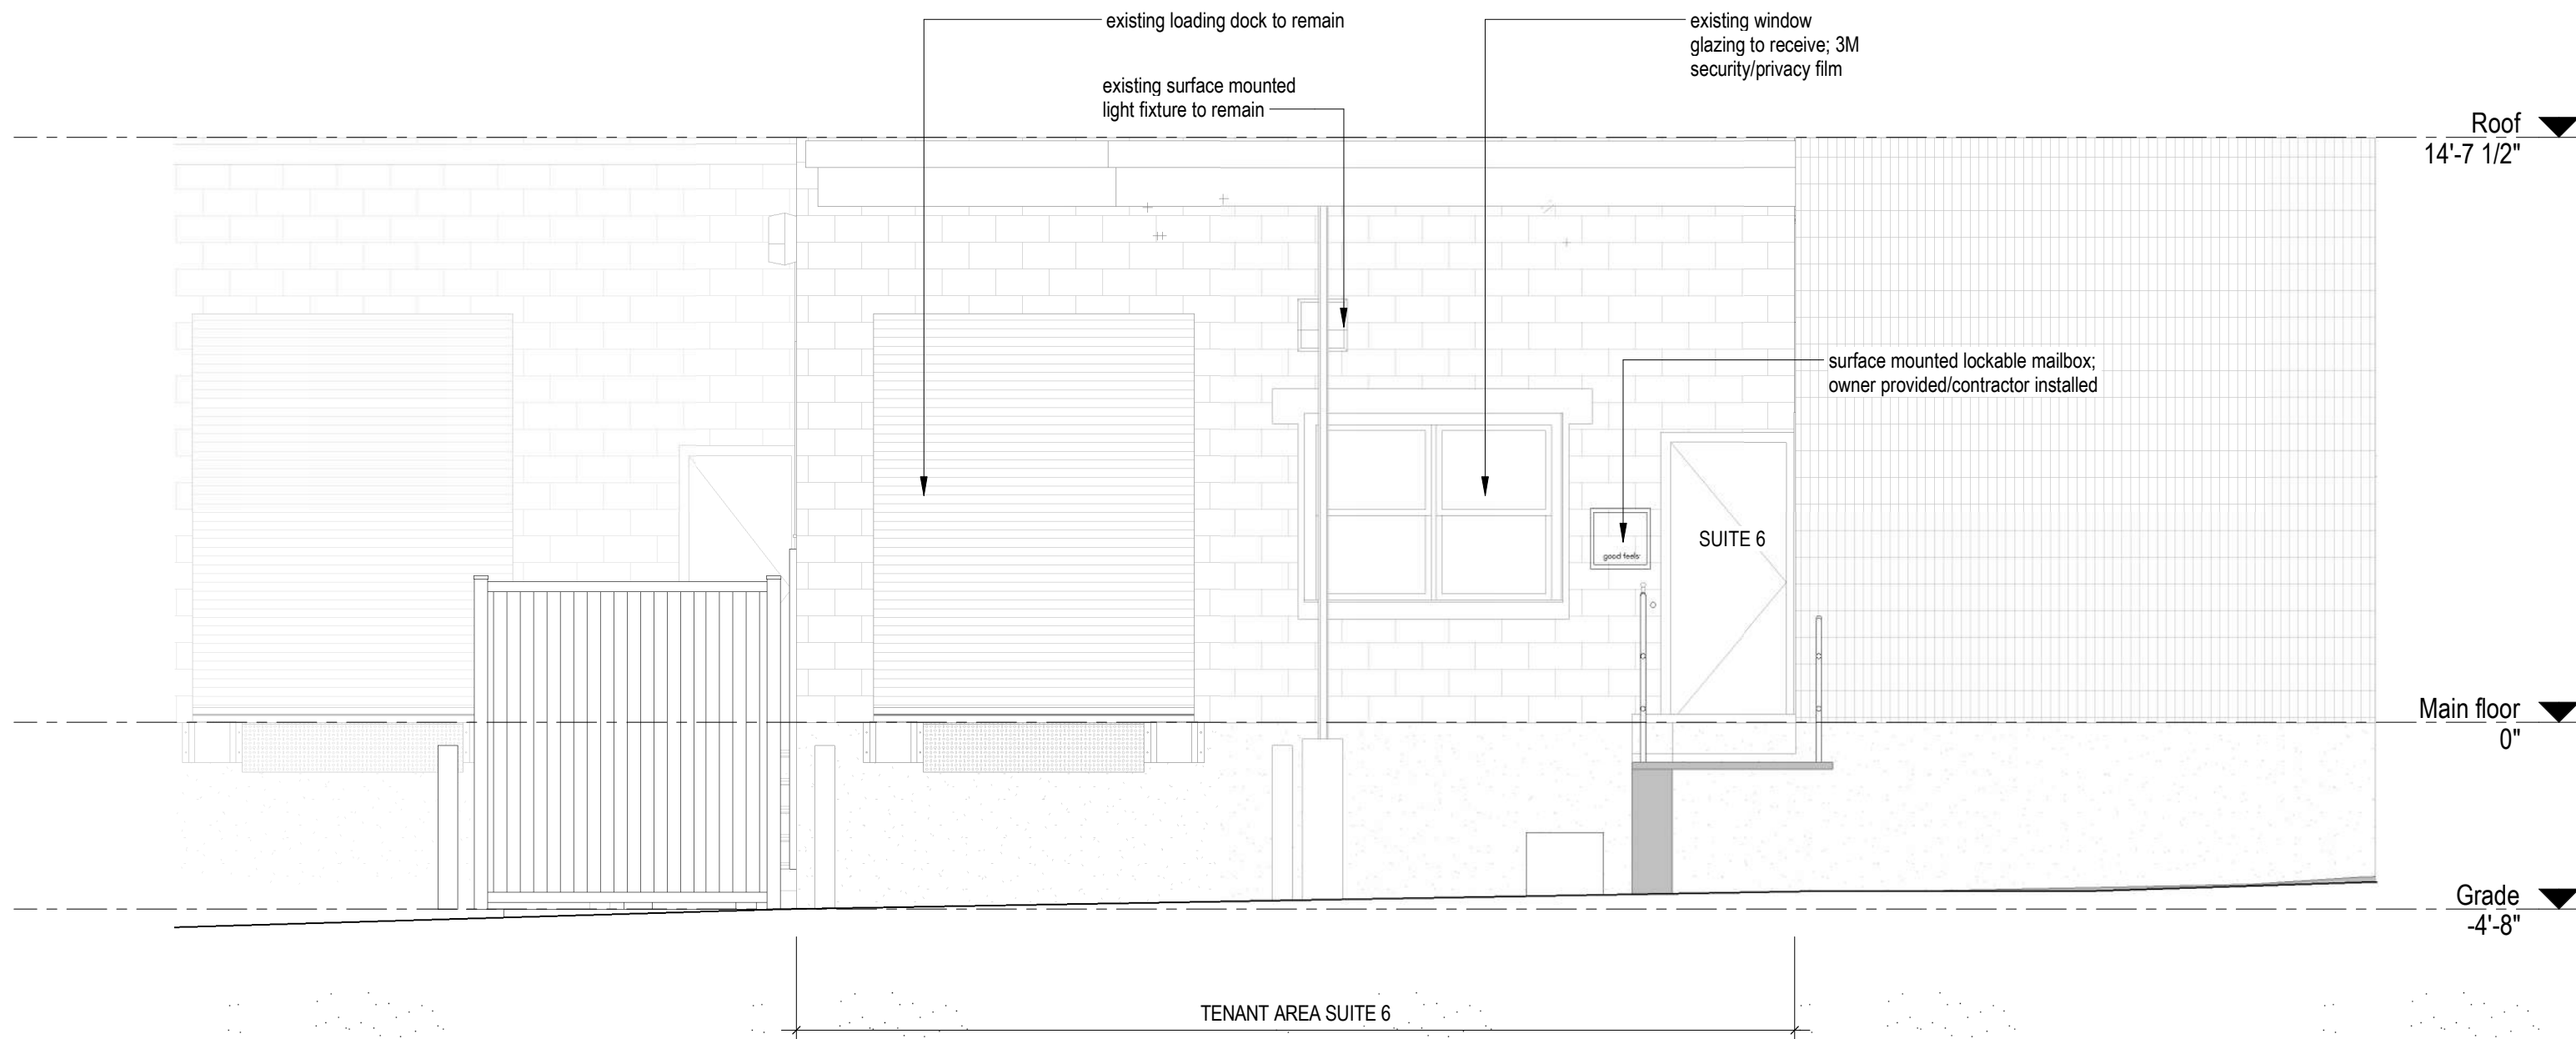 existing loading dock to remain
existing window
glazing to receive; 3M
security/privacy film
existing surface mounted
light fixture to remain
Roof
14'-7 1/2"
surface mounted lockable mailbox;
owner provided/contractor installed
SUITE 6
good feels
Main floor
0"
Grade
-4'-8"
TENANT AREA SUITE 6